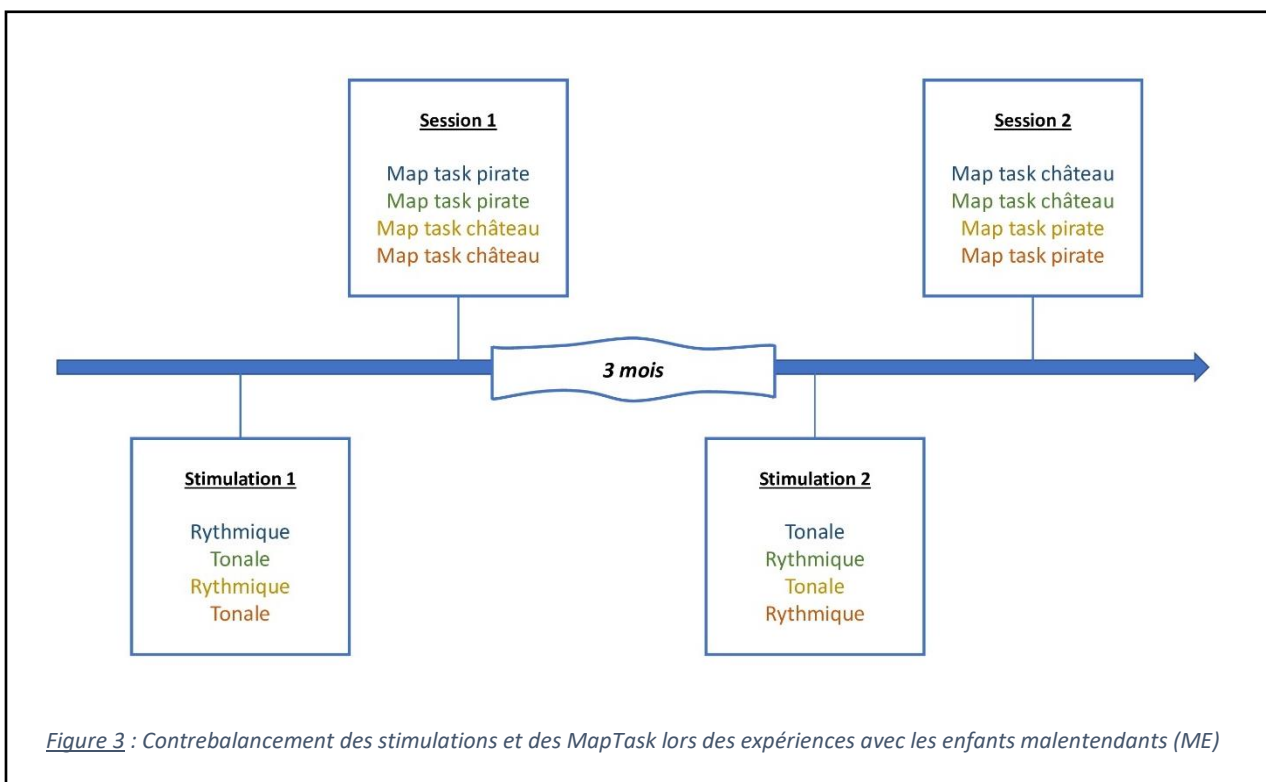 Session 1
Map task pirate
Map task pirate
Map task château
Map task château
Session 2
Map task château
Map task château
Map task pirate
Map task pirate
3 mois
Stimulation 1
Rythmique
Tonale
Rythmique
Tonale
Stimulation 2
Tonale
Rythmique
Tonale
Rythmique
Figure 3 : Contrebalancement des stimulations et des MapTask lors des expériences avec les enfants malentendants (ME)